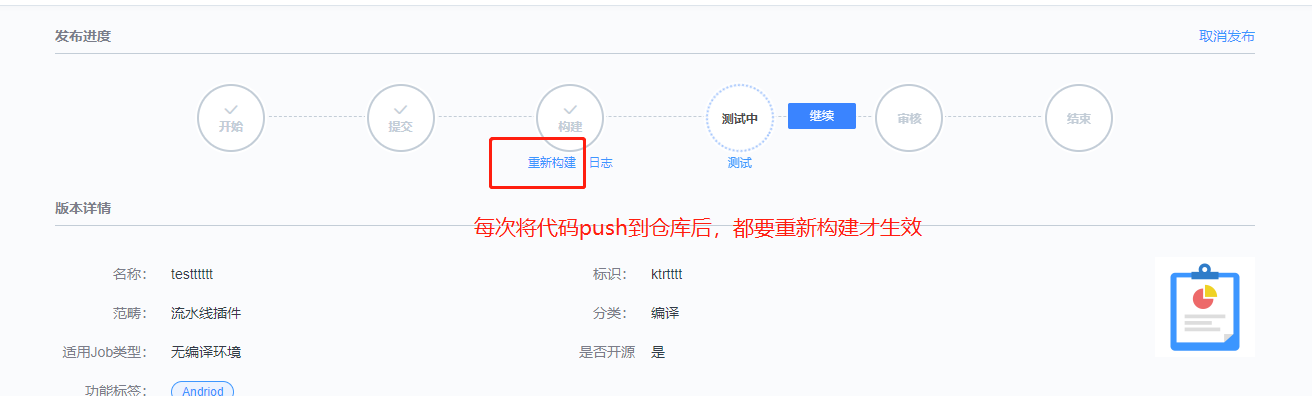 发布进度 取消发布
开始 提交 构建 测试中 继续 审核 结束
重新构建 日志 测试
版本详情
每次将代码push到仓库后，都要重新构建才生效
名称： testttttt 标识： ktrtttt
范畴： 流水线插件 分类： 编译
适用Job类型： 无编译环境 是否开源 是
功能标签： Andriod